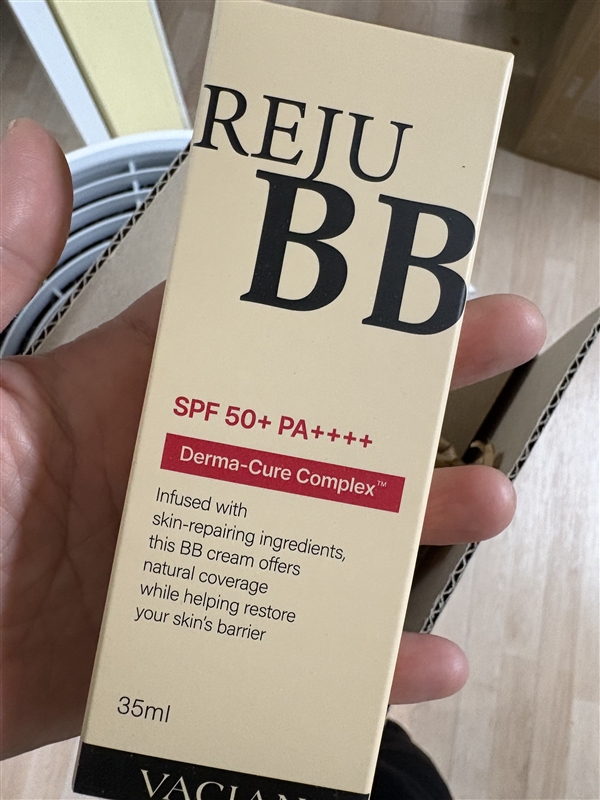 REJU
BB
SPF 50+ PA++++
Derma-Cure Complex™
Infused with
skin-repairing ingredients,
this BB cream offers
natural coverage
while helping restore
your skin's barrier
35ml